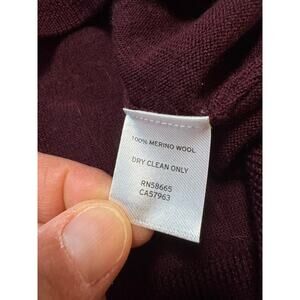 100% MERINO WOOL
DRY CLEAN ONLY
RN58665
CA57963